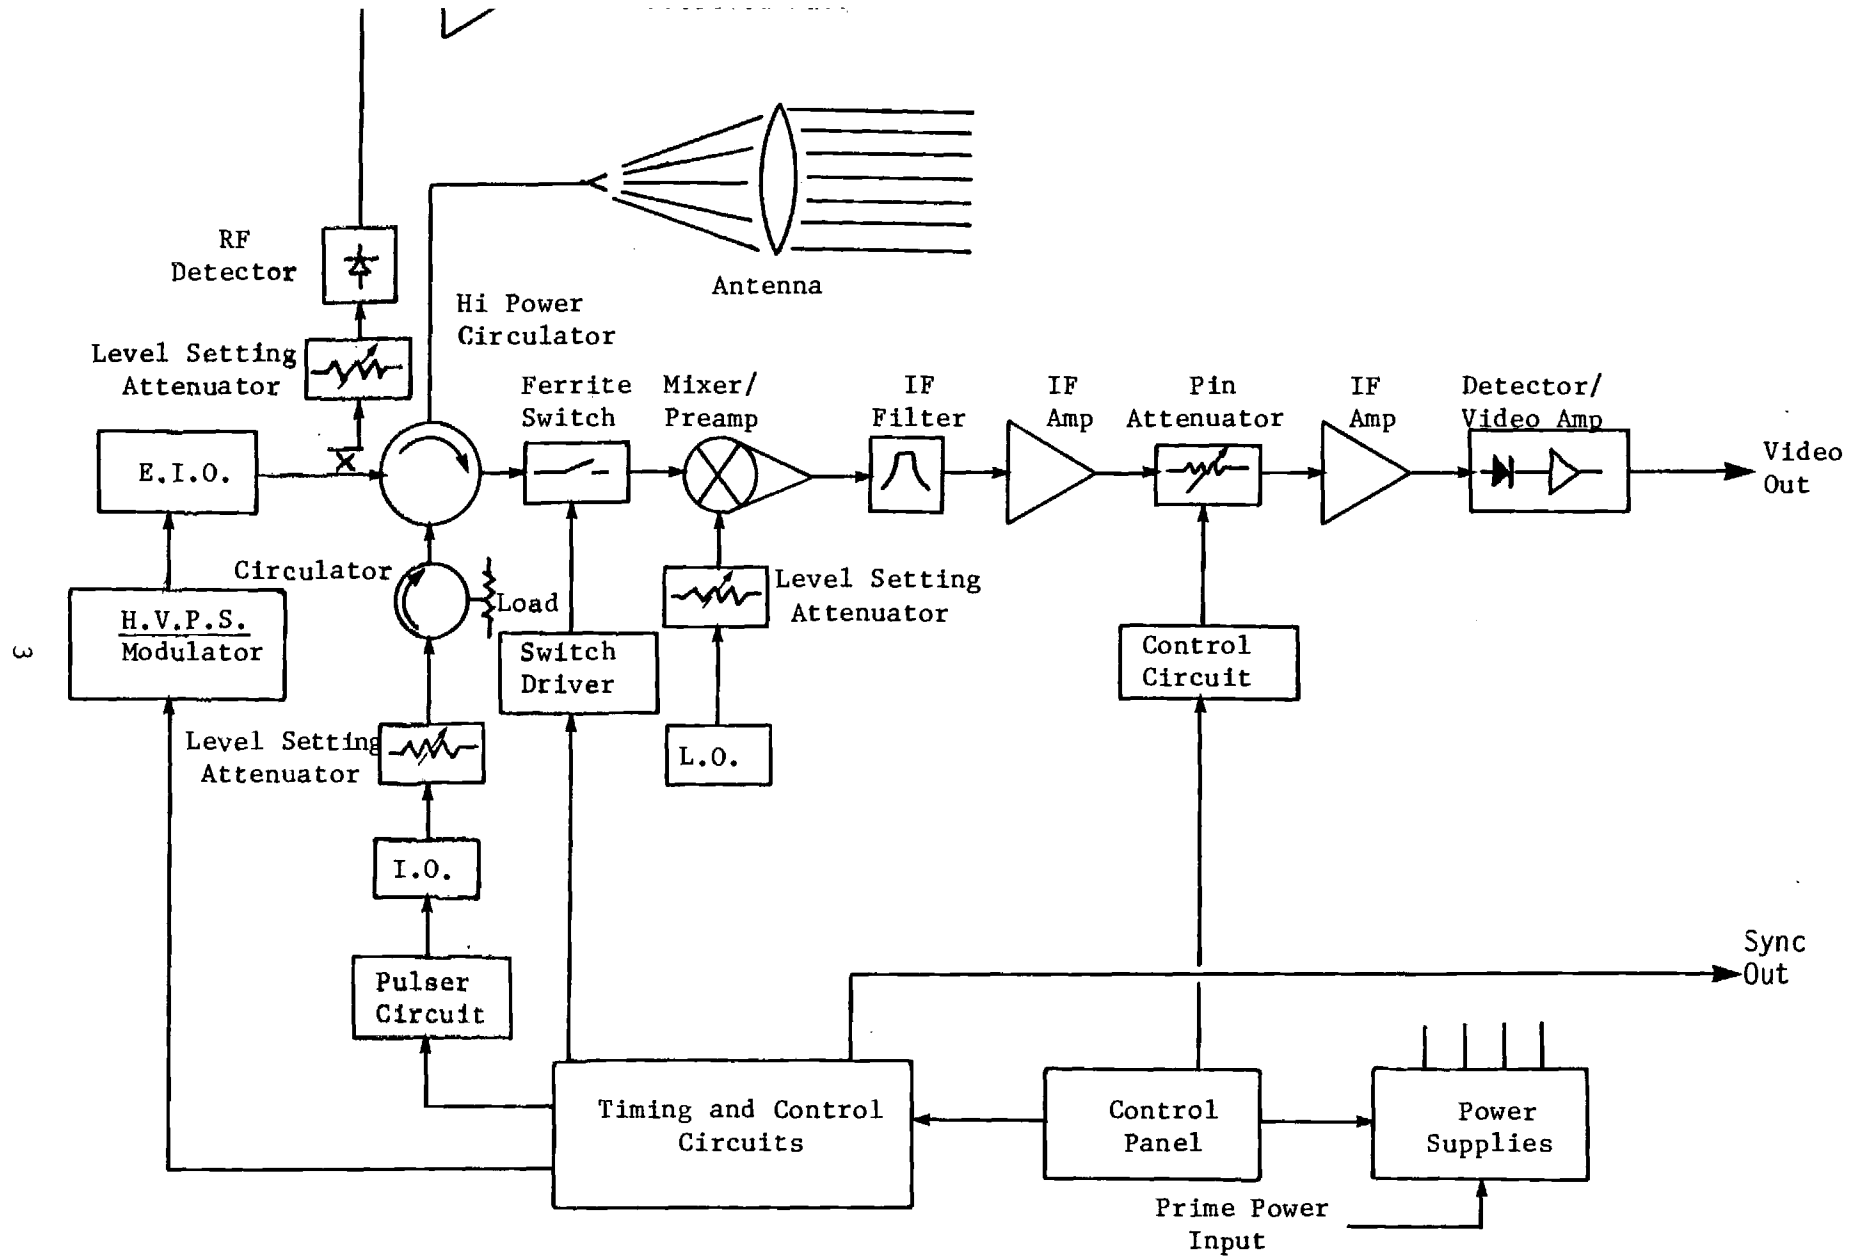 RF
Detector
Antenna
Hi Power
Circulator
Level Setting
Attenuator
Ferrite
Switch
Mixer/
Preamp
IF
Filter
IF
Amp
Pin
Attenuator
IF
Amp
Detector/
Video Amp
E.I.O.
Video
Out
Circulator
Load
Level Setting
Attenuator
H.V.P.S.
Modulator
Switch
Driver
Control
Circuit
3
Level Setting
Attenuator
L.O.
I.O.
Sync
Out
Pulser
Circuit
Timing and Control
Circuits
Control
Panel
Power
Supplies
Prime Power
Input